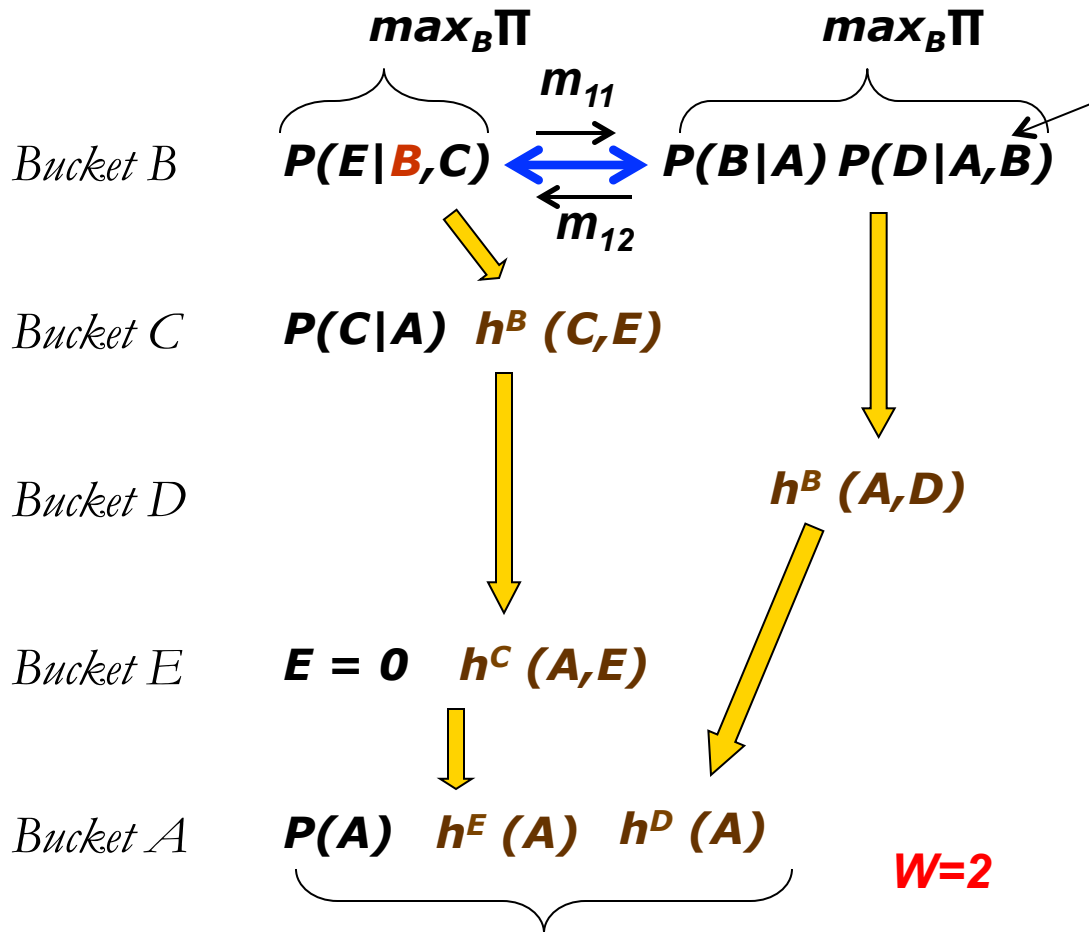 max_B∏ max_B∏
m_11
Bucket B P(E|B,C) P(B|A) P(D|A,B)
m_12
Bucket C P(C|A) h^B (C,E)
Bucket D h^B (A,D)
Bucket E E = 0 h^C (A,E)
Bucket A P(A) h^E (A) h^D (A)
W=2